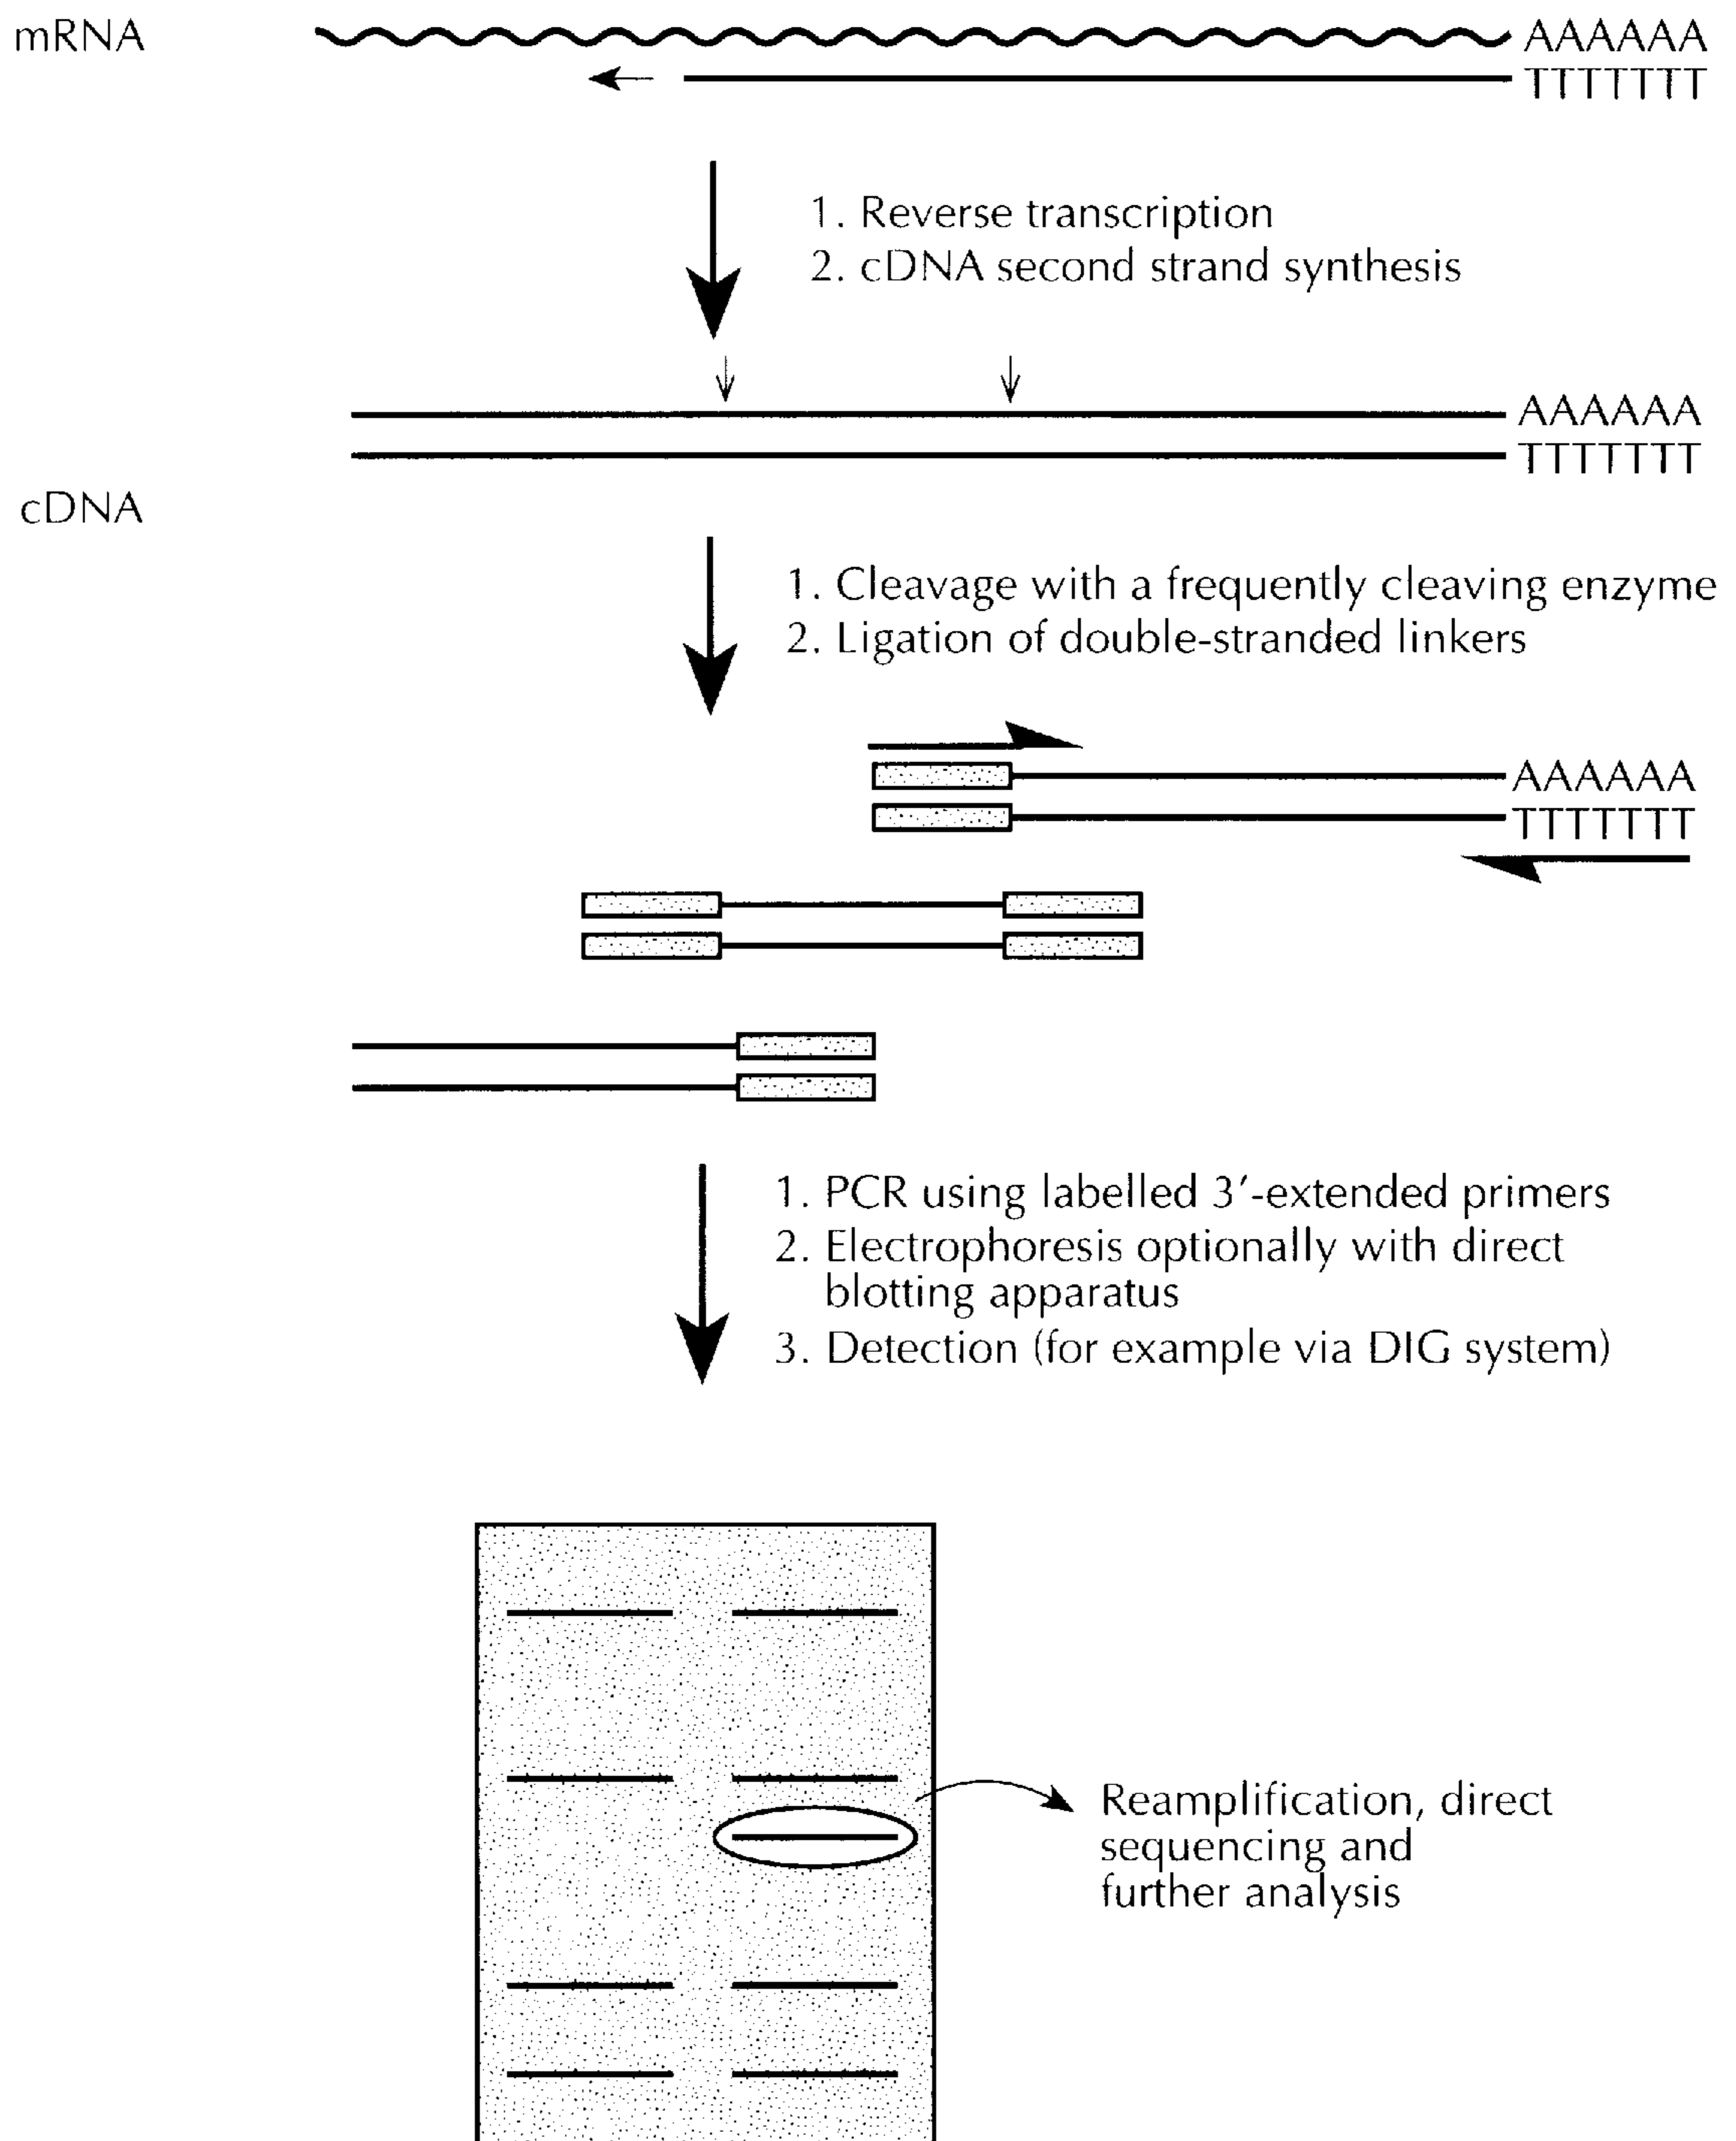 mRNA
AAAAAA
TTTTTTT
1. Reverse transcription
2. cDNA second strand synthesis
AAAAAA
TTTTTTT
cDNA
1. Cleavage with a frequently cleaving enzyme
2. Ligation of double-stranded linkers
AAAAAA
TTTTTTT
1. PCR using labelled 3′-extended primers
2. Electrophoresis optionally with direct
blotting apparatus
3. Detection (for example via DIG system)
Reamplification, direct
sequencing and
further analysis